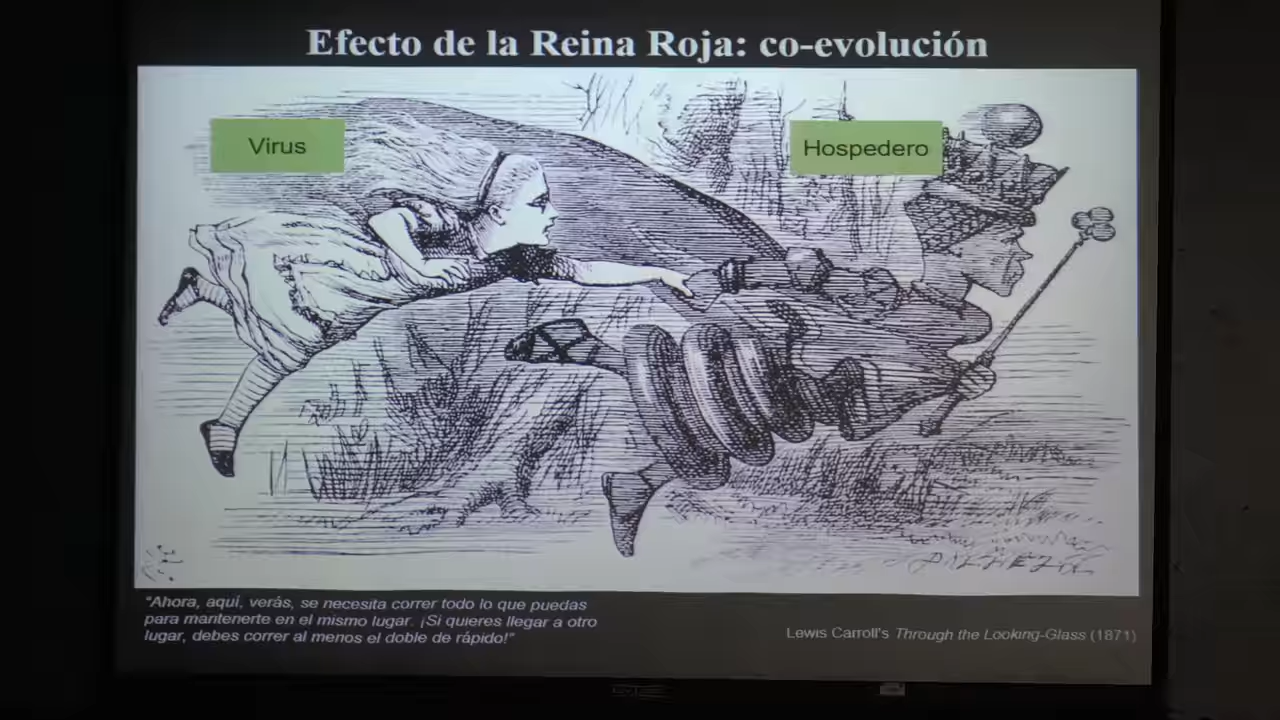 Efecto de la Reina Roja: co-evolución
Virus
Hospedero
DALZIEL
"Ahora, aquí, verás, se necesita correr todo lo que puedas
para mantenerte en el mismo lugar. ¡Si quieres llegar a otro
lugar, debes correr al menos el doble de rápido!"
Lewis Carroll's Through the Looking-Glass (1871)